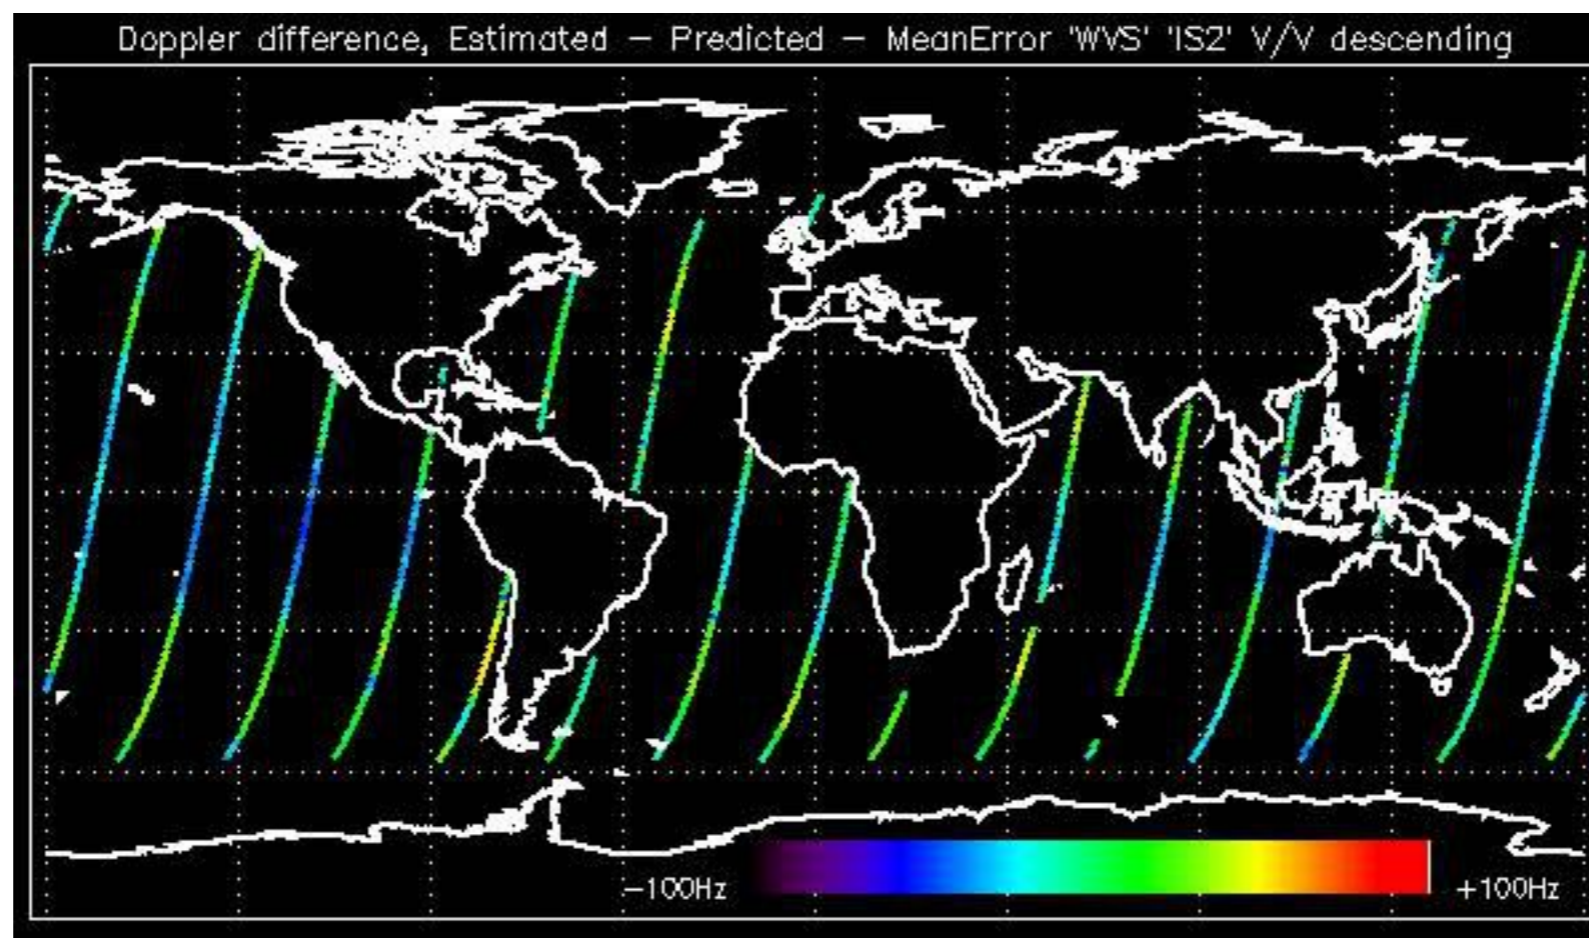 Doppler difference, Estimated – Predicted – MeanError 'WVS' 'IS2' V/V descending
–100Hz
+100Hz